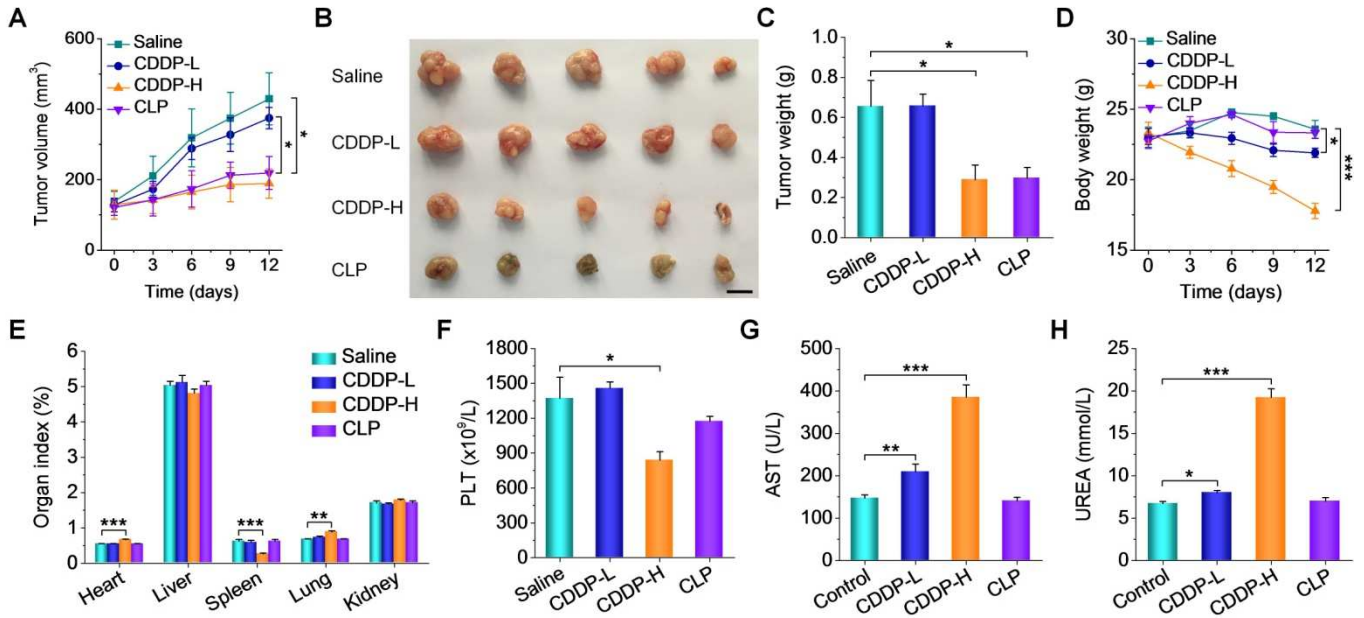 A
Tumor volume (mm³)
600
400
200
0
Saline
CDDP-L
CDDP-H
CLP
*
*
0 3 6 9 12
Time (days)
B
Saline
CDDP-L
CDDP-H
CLP
C
Tumor weight (g)
1.0
0.8
0.6
0.4
0.2
0.0
*
*
Saline CDDP-L CDDP-H CLP
D
Body weight (g)
30
25
20
15
Saline
CDDP-L
CDDP-H
CLP
*
***
0 3 6 9 12
Time (days)
E
Organ index (%)
6
5
4
3
2
1
0
Saline
CDDP-L
CDDP-H
CLP
*** *** **
Heart Liver Spleen Lung Kidney
F
PLT (x10⁹/L)
1800
1500
1200
900
600
300
0
*
Saline CDDP-L CDDP-H CLP
G
AST (U/L)
500
400
300
200
100
0
***
**
Control CDDP-L CDDP-H CLP
H
UREA (mmol/L)
25
20
15
10
5
0
***
*
Control CDDP-L CDDP-H CLP